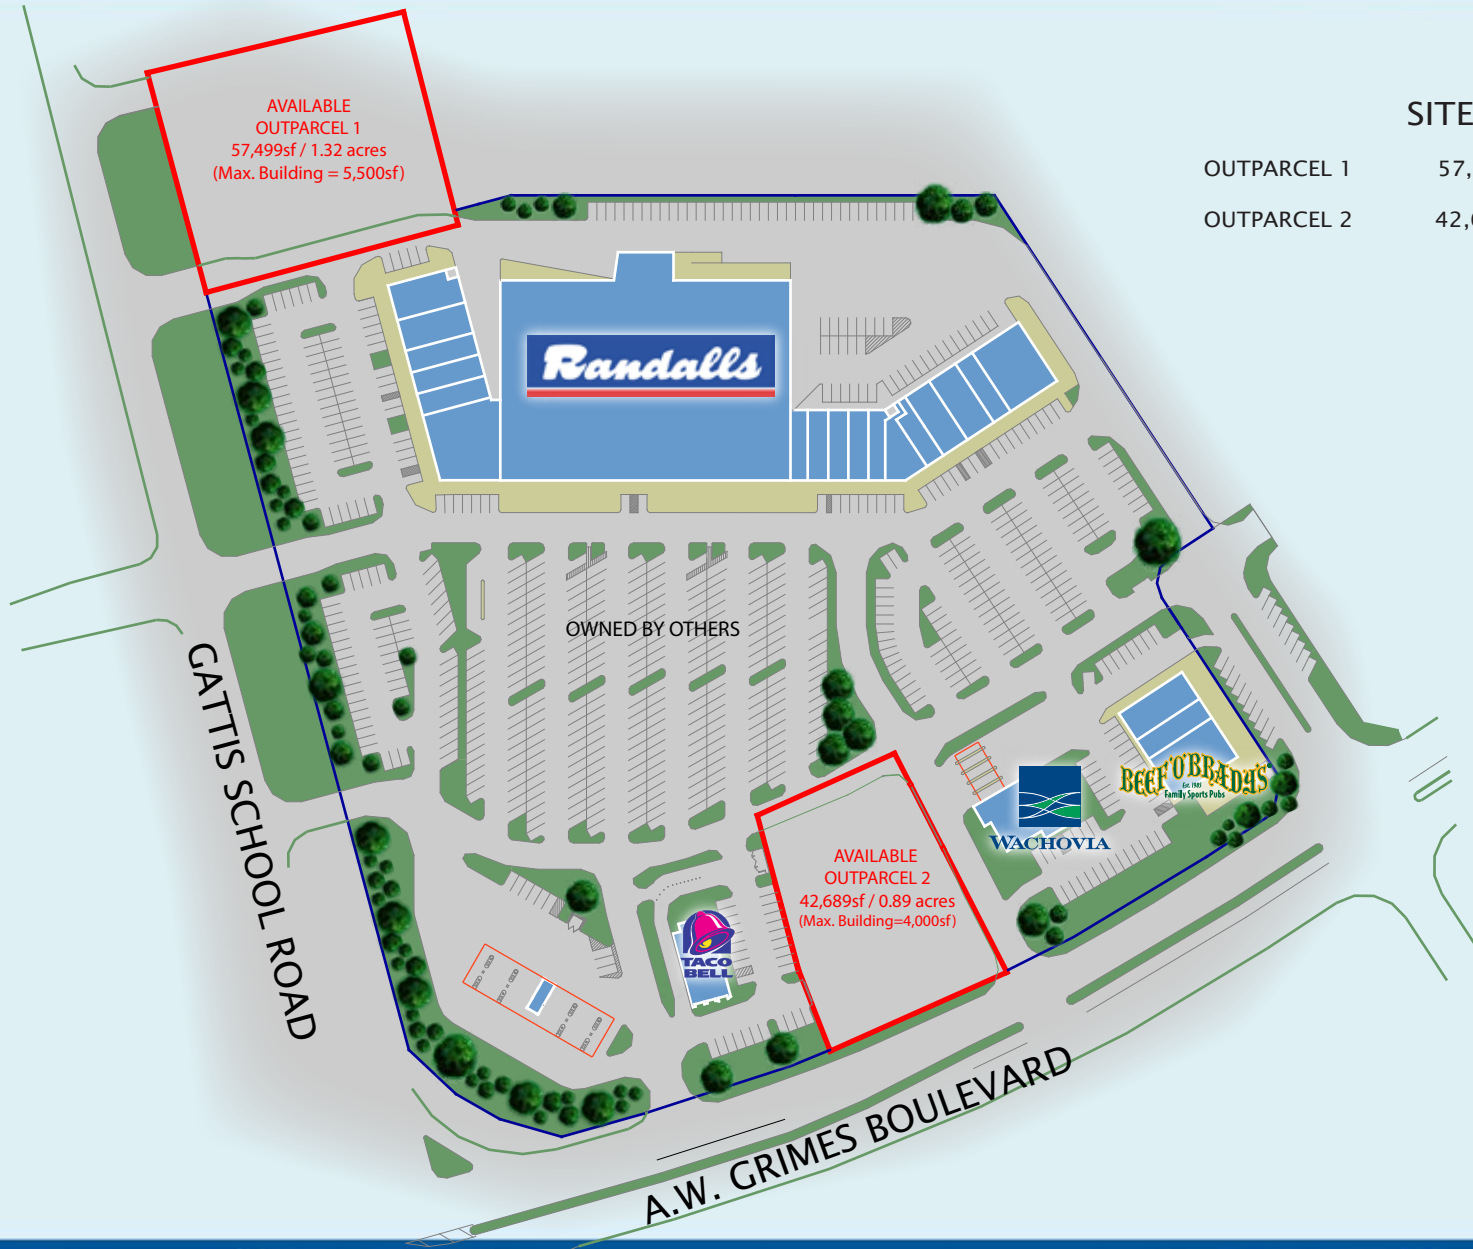 AVAILABLE
OUTPARCEL 1
57,499sf / 1.32 acres
(Max. Building = 5,500sf)
SITE
OUTPARCEL 1 57,
OUTPARCEL 2 42,
Randalls
OWNED BY OTHERS
GATTIS SCHOOL ROAD
BEEF'O'BRADY'S
Est. 1985
Family Sports Pubs
WACHOVIA
AVAILABLE
OUTPARCEL 2
42,689sf / 0.89 acres
(Max. Building=4,000sf)
TACO
BELL
A.W. GRIMES BOULEVARD